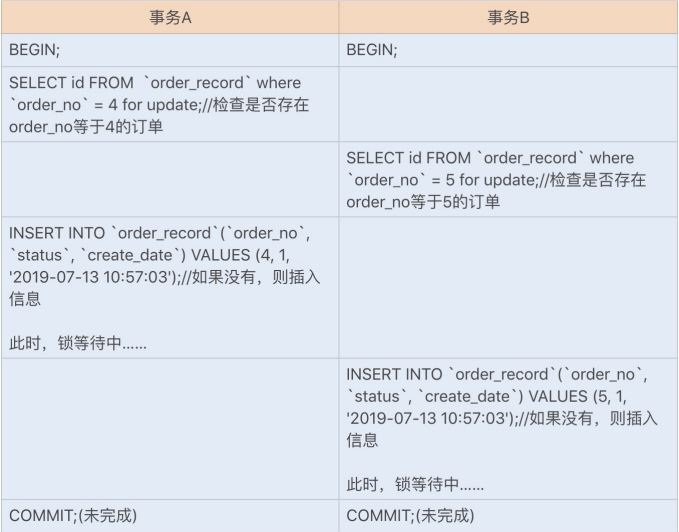 事务A
事务B
BEGIN;
BEGIN;
SELECT id FROM `order_record` where
`order_no` = 4 for update;//检查是否存在
order_no等于4的订单
SELECT id FROM `order_record` where
`order_no` = 5 for update;//检查是否存在
order_no等于5的订单
INSERT INTO `order_record`(`order_no`,
`status`, `create_date`) VALUES (4, 1,
'2019-07-13 10:57:03');//如果没有，则插入
信息
此时，锁等待中……
INSERT INTO `order_record`(`order_no`,
`status`, `create_date`) VALUES (5, 1,
'2019-07-13 10:57:03');//如果没有，则插入
信息
此时，锁等待中……
COMMIT;(未完成)
COMMIT;(未完成)